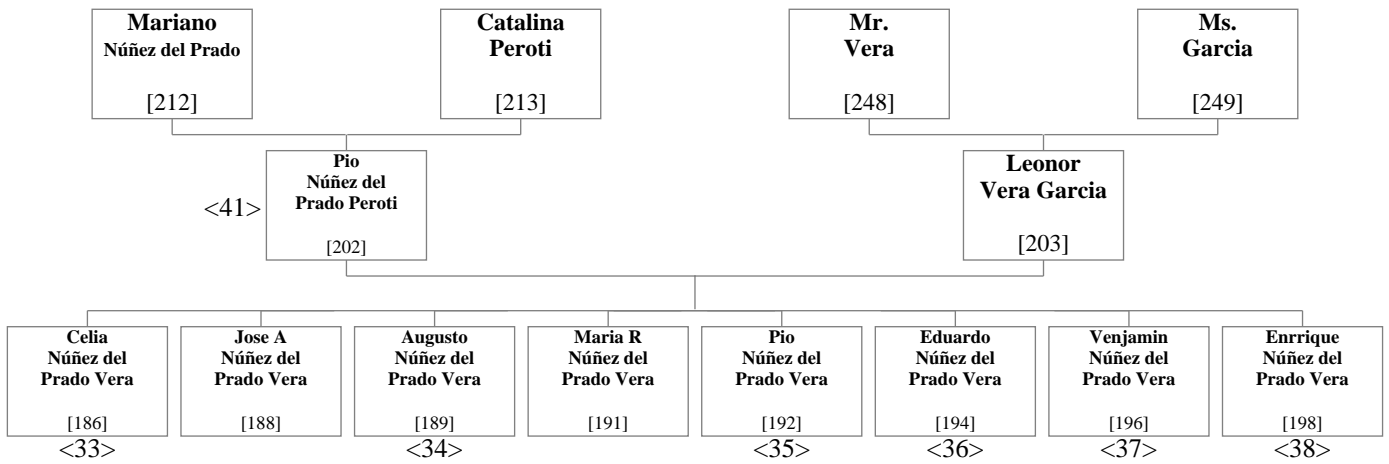 Mariano
Núñez del Prado
[212]
Catalina
Peroti
[213]
Mr.
Vera
[248]
Ms.
Garcia
[249]
<41>
Pio
Núñez del
Prado Peroti
[202]
Leonor
Vera Garcia
[203]
Celia
Núñez del
Prado Vera
[186]
<33>
Jose A
Núñez del
Prado Vera
[188]
Augusto
Núñez del
Prado Vera
[189]
<34>
Maria R
Núñez del
Prado Vera
[191]
Pio
Núñez del
Prado Vera
[192]
<35>
Eduardo
Núñez del
Prado Vera
[194]
<36>
Venjamin
Núñez del
Prado Vera
[196]
<37>
Enrrique
Núñez del
Prado Vera
[198]
<38>